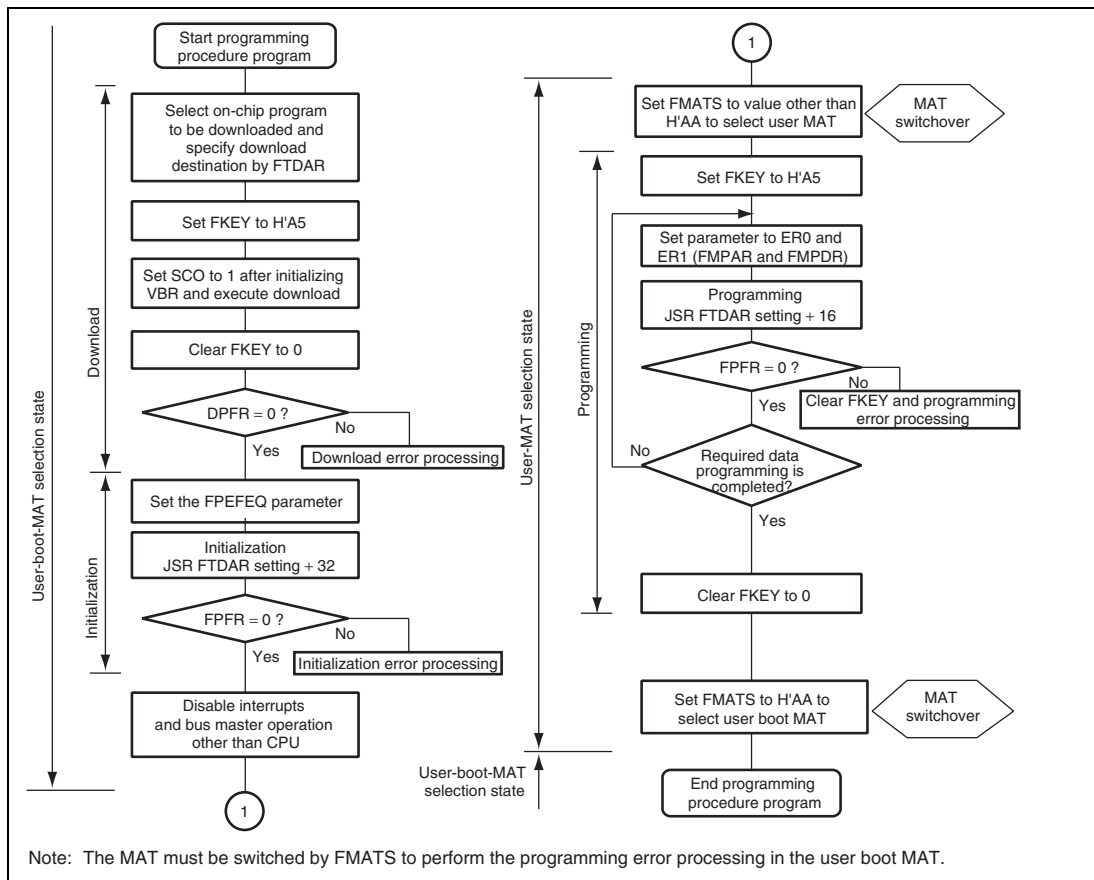 Start programming
procedure program
Select on-chip program
to be downloaded and
specify download
destination by FTDAR
Set FKEY to H'A5
Set SCO to 1 after initializing
VBR and execute download
Clear FKEY to 0
DPFR = 0 ?
No
Yes
Download error processing
Set the FPEFEQ parameter
Initialization
JSR FTDAR setting + 32
FPFR = 0 ?
No
Yes
Initialization error processing
Disable interrupts
and bus master operation
other than CPU
1
Download
Initialization
User-boot-MAT selection state
1
Set FMATS to value other than
H'AA to select user MAT
MAT
switchover
Set FKEY to H'A5
Set parameter to ER0 and
ER1 (FMPAR and FMPDR)
Programming
JSR FTDAR setting + 16
FPFR = 0 ?
No
Yes
Clear FKEY and programming
error processing
No
Required data
programming is
completed?
Yes
Clear FKEY to 0
Set FMATS to H'AA to
select user boot MAT
MAT
switchover
Programming
User-MAT selection state
User-boot-MAT
selection state
End programming
procedure program
Note: The MAT must be switched by FMATS to perform the programming error processing in the user boot MAT.